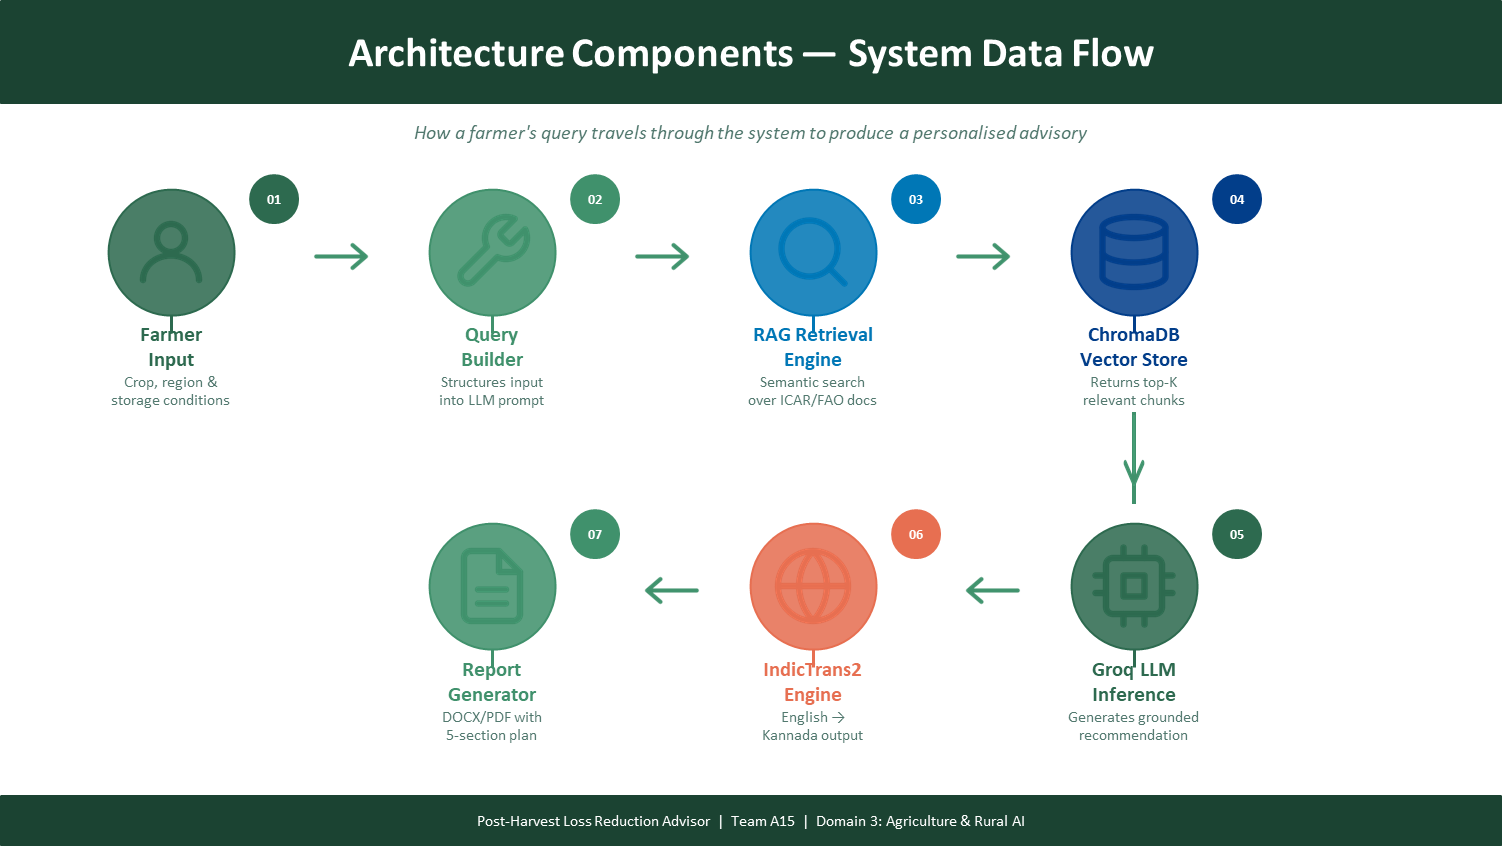 Architecture Components — System Data Flow
How a farmer's query travels through the system to produce a personalised advisory
01
Farmer
Input
Crop, region &
storage conditions
02
Query
Builder
Structures input
into LLM prompt
03
RAG Retrieval
Engine
Semantic search
over ICAR/FAO docs
04
ChromaDB
Vector Store
Returns top-K
relevant chunks
05
Groq LLM
Inference
Generates grounded
recommendation
06
IndicTrans2
Engine
English →
Kannada output
07
Report
Generator
DOCX/PDF with
5-section plan
Post-Harvest Loss Reduction Advisor | Team A15 | Domain 3: Agriculture & Rural AI